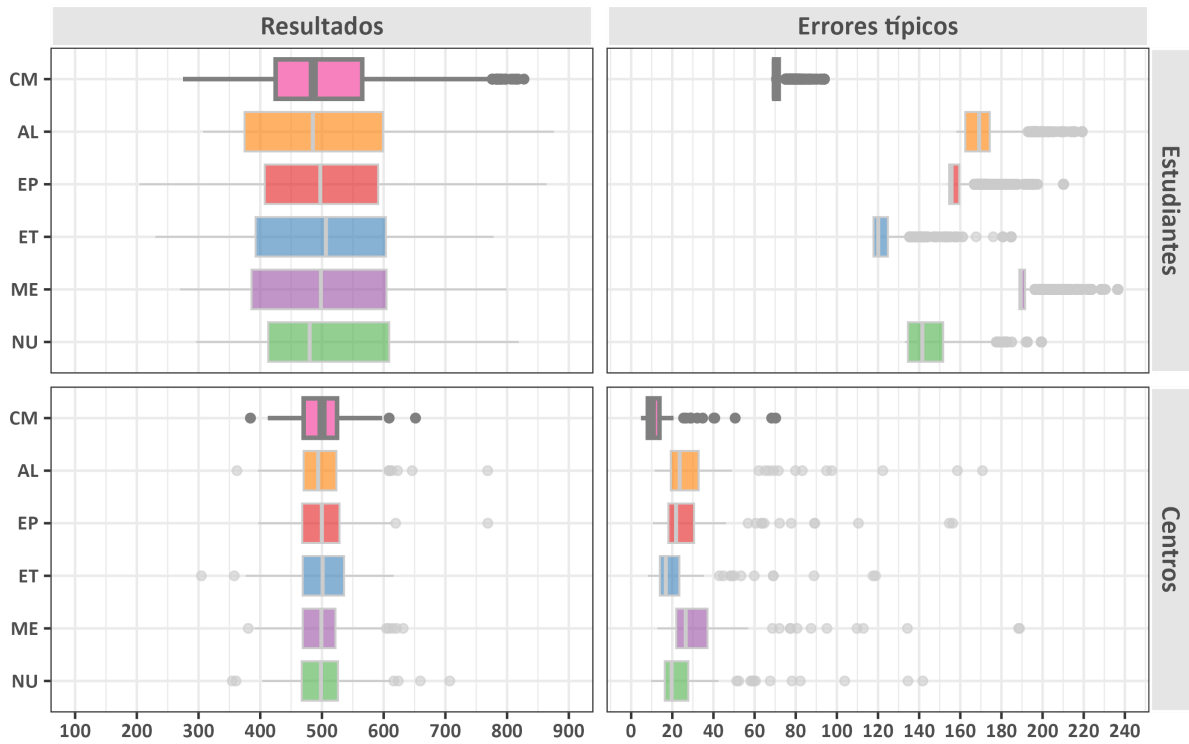 Resultados Errores típicos
CM
AL
EP
ET
ME
NU
Estudiantes
CM
AL
EP
ET
ME
NU
Centros
100 200 300 400 500 600 700 800 900 0 20 40 60 80 100 120 140 160 180 200 220 240